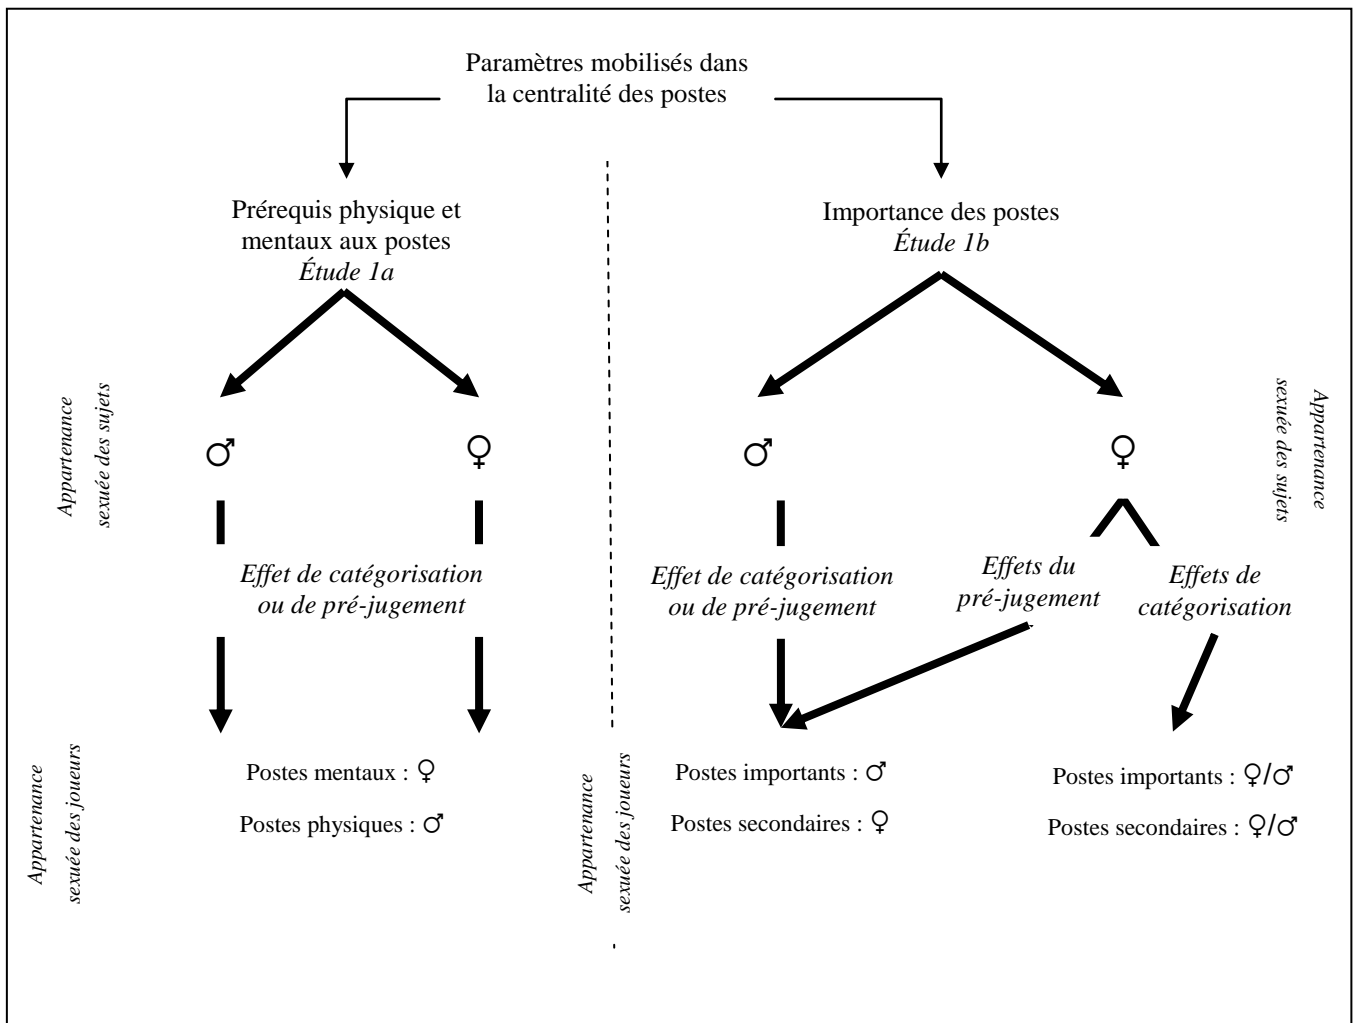 Paramètres mobilisés dans
la centralité des postes
Prérequis physique et
mentaux aux postes
Étude 1a
Importance des postes
Étude 1b
Appartenance
sexuée des sujets
♂
♀
♂
♀
Appartenance
sexuée des sujets
Effet de catégorisation
ou de pré-jugement
Effet de catégorisation
ou de pré-jugement
Effets du
pré-jugement
Effets de
catégorisation
Appartenance
sexuée des joueurs
Postes mentaux : ♀
Postes physiques : ♂
Appartenance
sexuée des joueurs
Postes importants : ♂
Postes secondaires : ♀
Postes importants : ♀/♂
Postes secondaires : ♀/♂